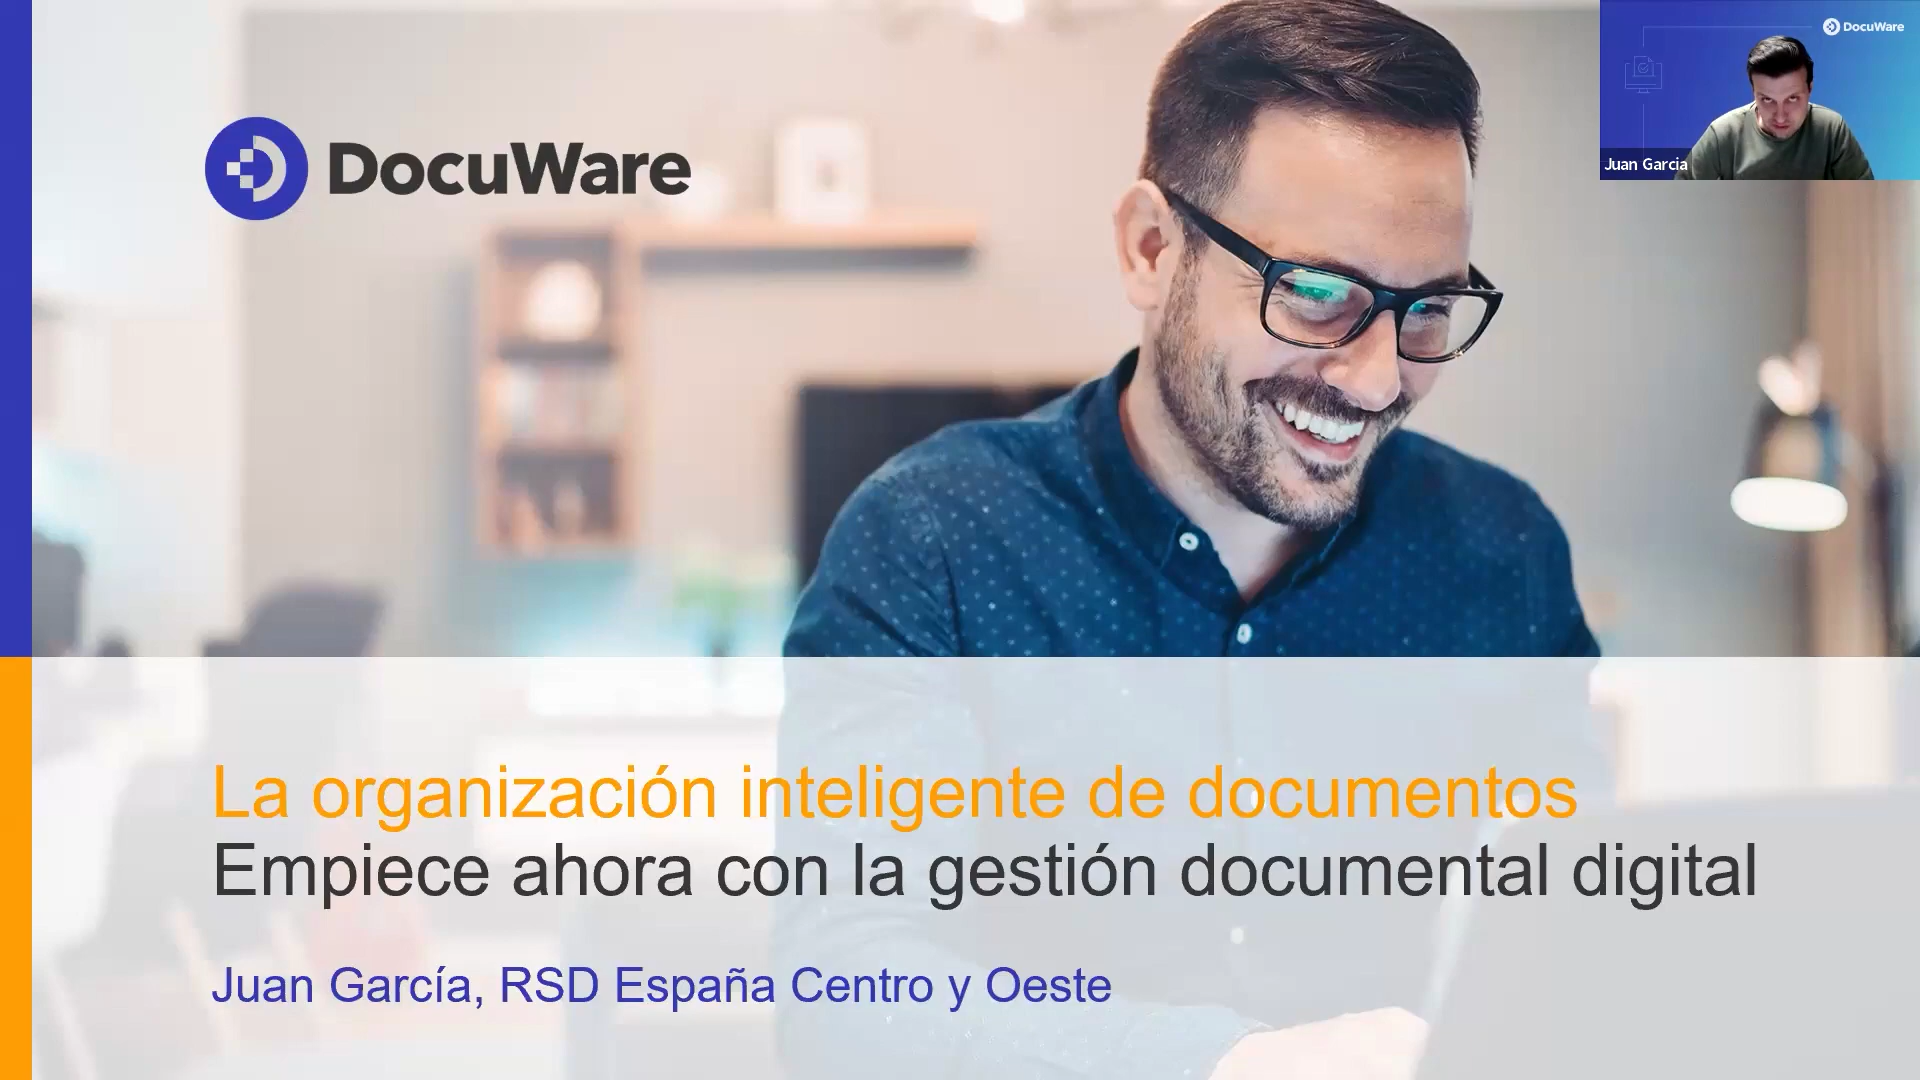 DocuWare
DocuWare
Juan Garcia
La organización inteligente de documentos
Empiece ahora con la gestión documental digital
Juan García, RSD España Centro y Oeste